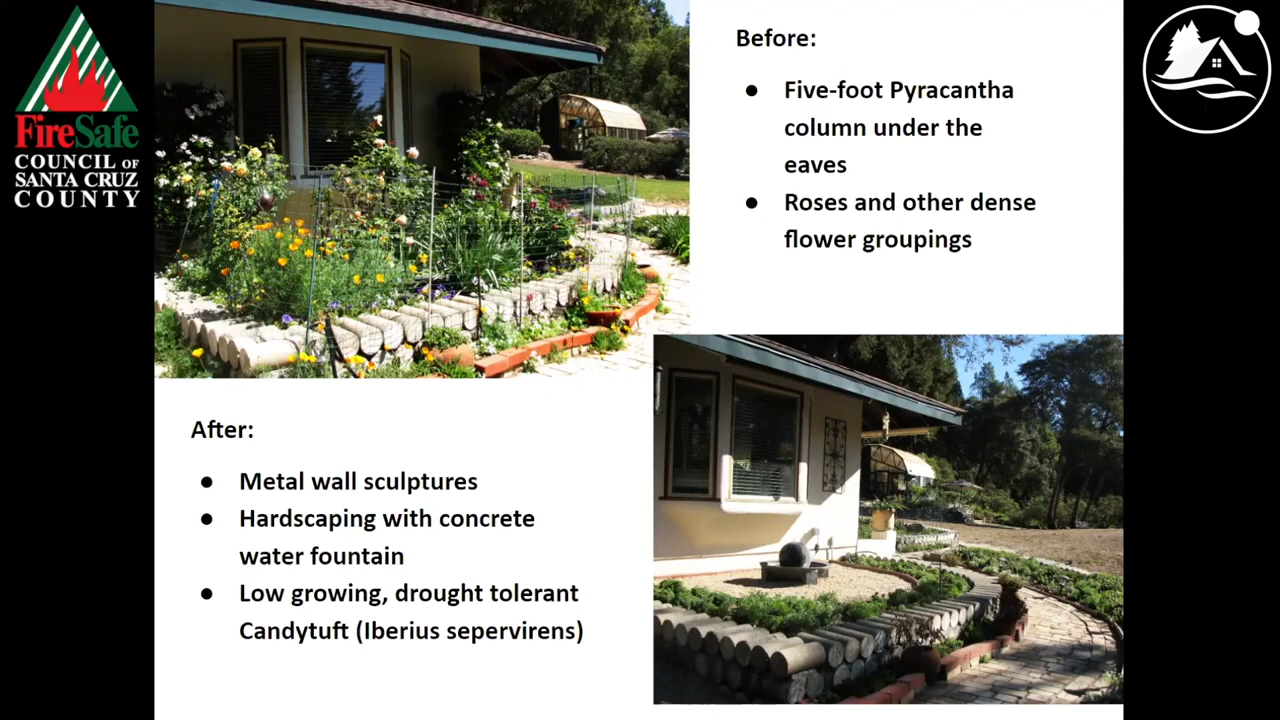 FireSafe
COUNCIL OF
SANTA CRUZ
COUNTY
Before:
● Five-foot Pyracantha
column under the
eaves
● Roses and other dense
flower groupings
After:
● Metal wall sculptures
● Hardscaping with concrete
water fountain
● Low growing, drought tolerant
Candytuft (Iberius sepervirens)